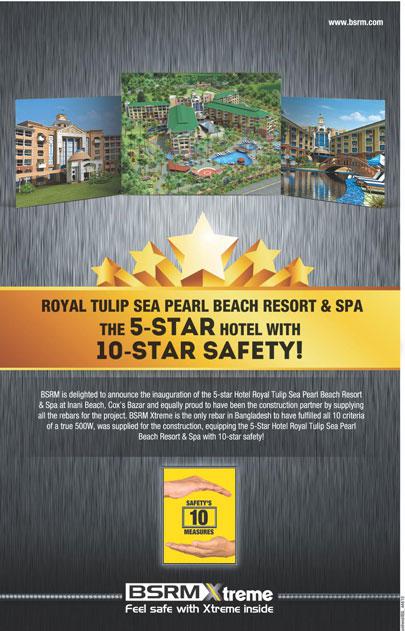 www.bsrm.com
ROYAL TULIP SEA PEARL BEACH RESORT & SPA
THE 5-STAR HOTEL WITH
10-STAR SAFETY!
BSRM is delighted to announce the inauguration of the 5-star Hotel Royal Tulip Sea Pearl Beach Resort
& Spa at Inani Beach, Cox's Bazar and equally proud to have been the construction partner by supplying
all the rebars for the project. BSRM Xtreme is the only rebar in Bangladesh to have fulfilled all 10 criteria
of a true 500W, was supplied for the construction, equipping the 5-Star Hotel Royal Tulip Sea Pearl
Beach Resort & Spa with 10-star safety!
SAFETY'S
10
MEASURES
BSRM Xtreme
Feel safe with Xtreme inside